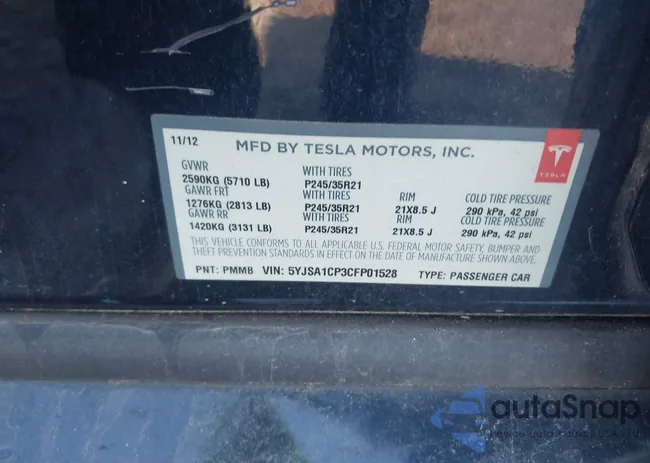 11/12 MFD BY TESLA MOTORS, INC.
GVWR WITH TIRES
2590KG (5710 LB) P245/35R21
GAWR FRT WITH TIRES RIM COLD TIRE PRESSURE
1276KG (2813 LB) P245/35R21 21X8.5 J 290 kPa, 42 psi
GAWR RR WITH TIRES RIM COLD TIRE PRESSURE
1420KG (3131 LB) P245/35R21 21X8.5 J 290 kPa, 42 psi
THIS VEHICLE CONFORMS TO ALL APPLICABLE U.S. FEDERAL MOTOR SAFETY, BUMPER AND
THEFT PREVENTION STANDARDS IN EFFECT ON THE DATE OF MANUFACTURE SHOWN ABOVE.
PNT: PMMB VIN: 5YJSA1CP3CFP01528 TYPE: PASSENGER CAR
TESLA
autaSnap